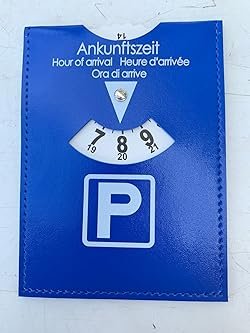 14
Ankunftszeit
Hour of arrival Heure d'arrivée
Ora di arrive
7 8 9
19 20 21
P